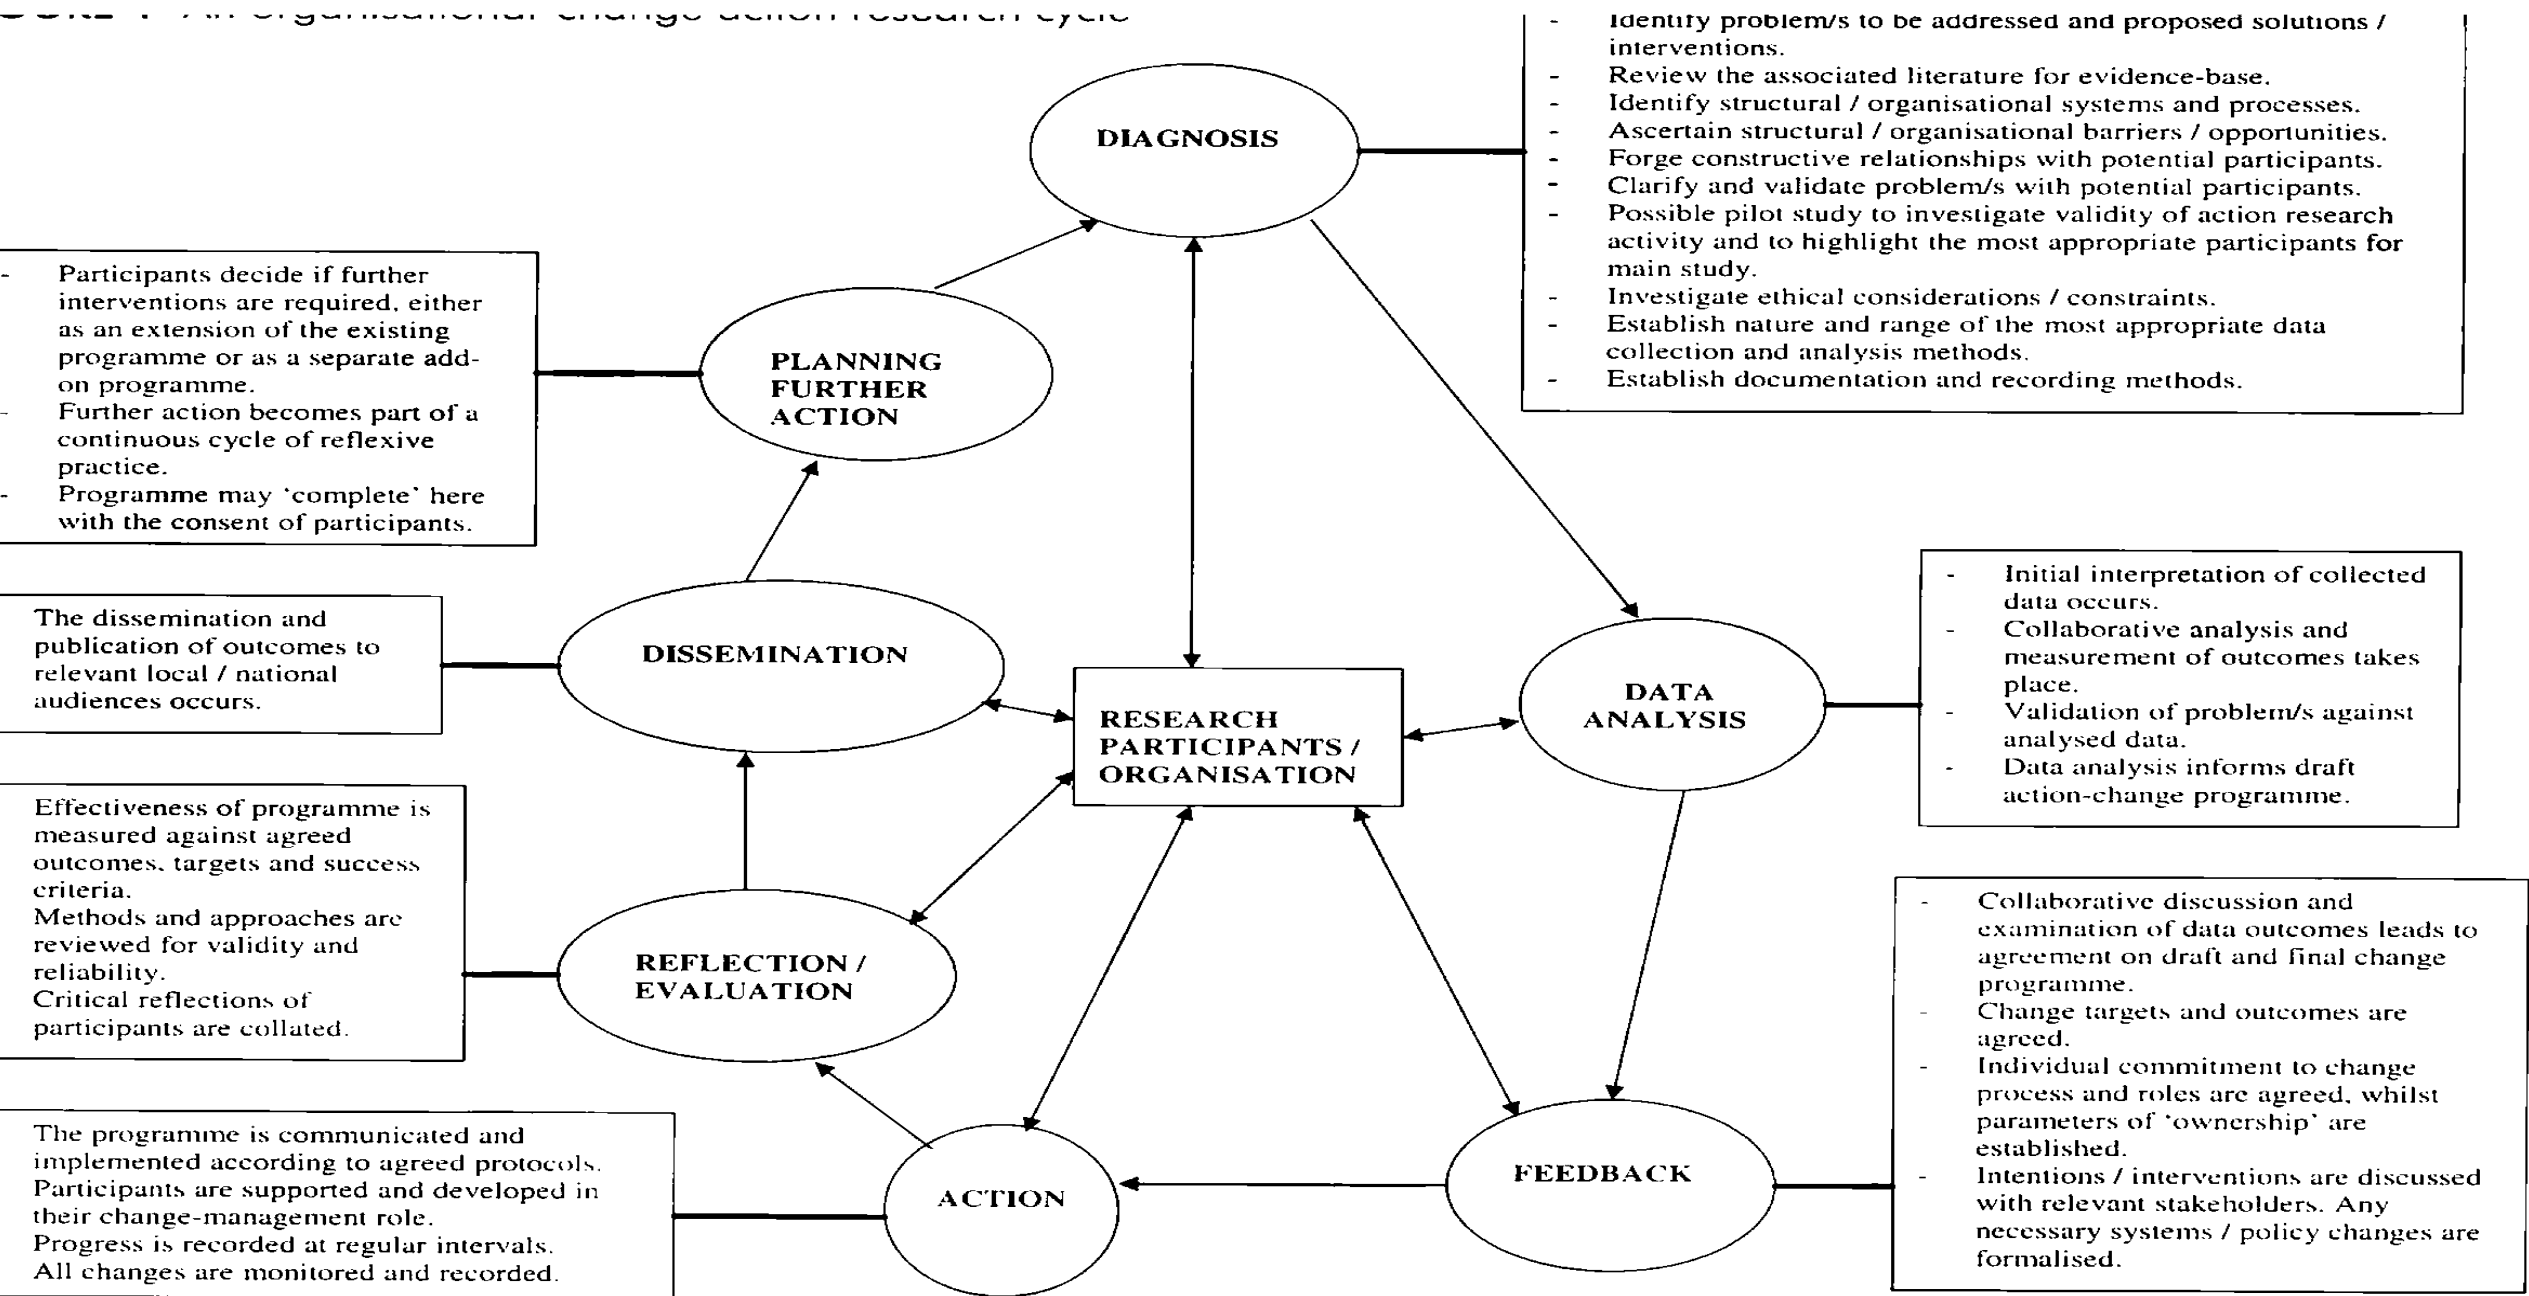 An organisational change action research cycle
- Identify problem/s to be addressed and proposed solutions /
interventions.
- Review the associated literature for evidence-base.
- Identify structural / organisational systems and processes.
- Ascertain structural / organisational barriers / opportunities.
- Forge constructive relationships with potential participants.
- Clarify and validate problem/s with potential participants.
- Possible pilot study to investigate validity of action research
activity and to highlight the most appropriate participants for
main study.
- Investigate ethical considerations / constraints.
- Establish nature and range of the most appropriate data
collection and analysis methods.
- Establish documentation and recording methods.
DIAGNOSIS
- Participants decide if further
interventions are required, either
as an extension of the existing
programme or as a separate add-
on programme.
- Further action becomes part of a
continuous cycle of reflexive
practice.
- Programme may 'complete' here
with the consent of participants.
PLANNING
FURTHER
ACTION
The dissemination and
publication of outcomes to
relevant local / national
audiences occurs.
DISSEMINATION
RESEARCH
PARTICIPANTS /
ORGANISATION
DATA
ANALYSIS
- Initial interpretation of collected
data occurs.
- Collaborative analysis and
measurement of outcomes takes
place.
- Validation of problem/s against
analysed data.
- Data analysis informs draft
action-change programme.
Effectiveness of programme is
measured against agreed
outcomes, targets and success
criteria.
Methods and approaches are
reviewed for validity and
reliability.
Critical reflections of
participants are collated.
REFLECTION /
EVALUATION
- Collaborative discussion and
examination of data outcomes leads to
agreement on draft and final change
programme.
- Change targets and outcomes are
agreed.
- Individual commitment to change
process and roles are agreed, whilst
parameters of 'ownership' are
established.
- Intentions / interventions are discussed
with relevant stakeholders. Any
necessary systems / policy changes are
formalised.
FEEDBACK
ACTION
The programme is communicated and
implemented according to agreed protocols.
Participants are supported and developed in
their change-management role.
Progress is recorded at regular intervals.
All changes are monitored and recorded.